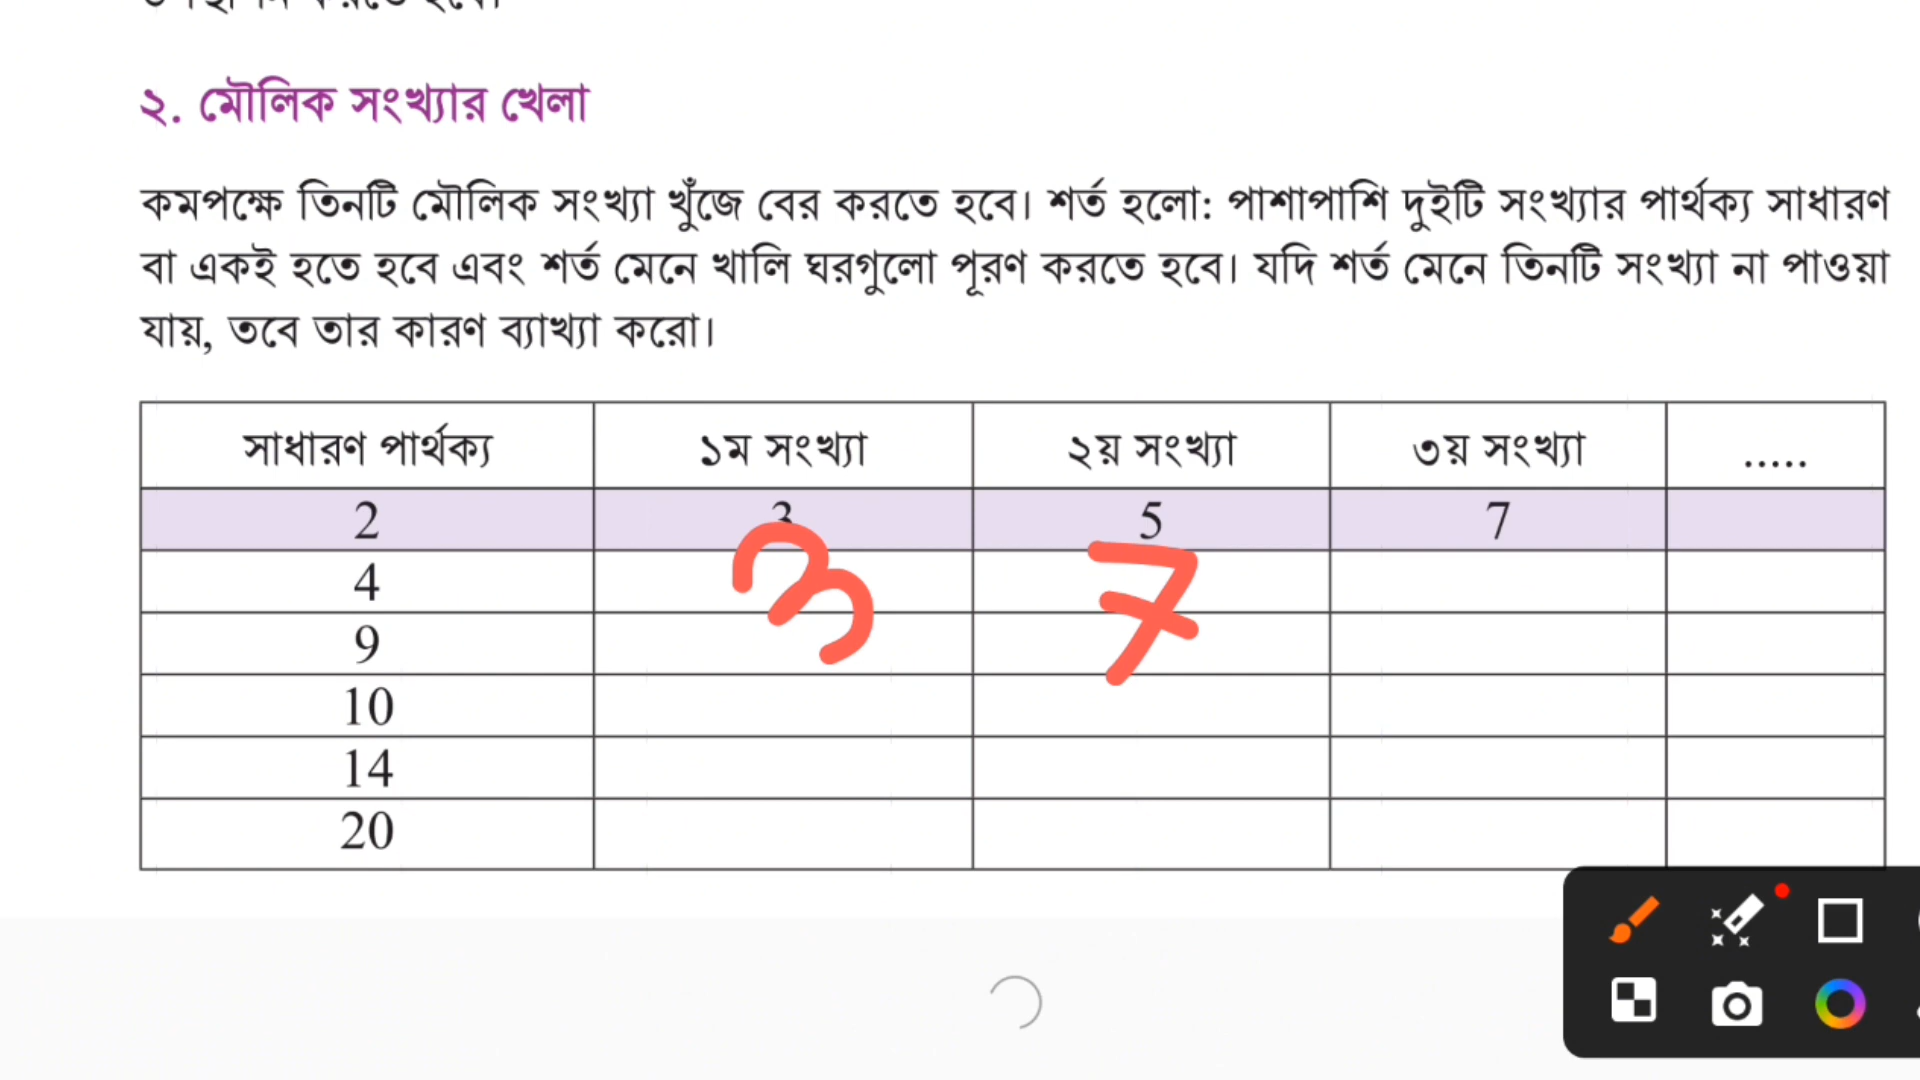 ২. মৌলিক সংখ্যার খেলা
কমপক্ষে তিনটি মৌলিক সংখ্যা খুঁজে বের করতে হবে। শর্ত হলো: পাশাপাশি দুইটি সংখ্যার পার্থক্য সাধারণ
বা একই হতে হবে এবং শর্ত মেনে খালি ঘরগুলো পূরণ করতে হবে। যদি শর্ত মেনে তিনটি সংখ্যা না পাওয়া
যায়, তবে তার কারণ ব্যাখ্যা করো।
সাধারণ পার্থক্য ১ম সংখ্যা ২য় সংখ্যা ৩য় সংখ্যা .....
2 3 5 7
4 3 7
9
10
14
20